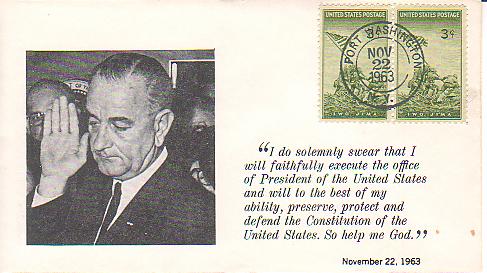 UNITED STATES POSTAGE
UNITED STATES POSTAGE
3¢
IWO JIMA
IWO JIMA
PORT WASHINGTON
NOV
22
1963
N.Y.
"I do solemnly swear that I
will faithfully execute the office
of President of the United States
and will to the best of my
ability, preserve, protect and
defend the Constitution of the
United States. So help me God."
November 22, 1963